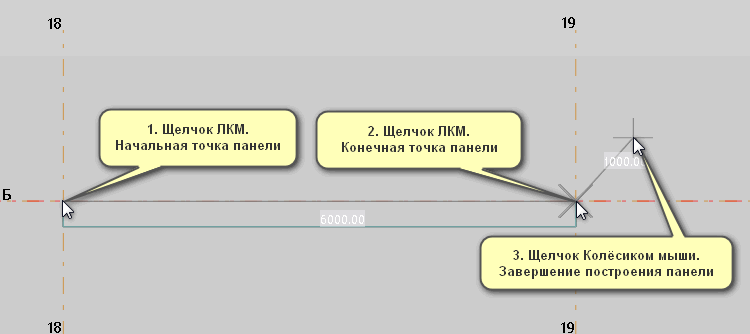 18
19
1. Щелчок ЛКМ.
Начальная точка панели
2. Щелчок ЛКМ.
Конечная точка панели
1000.00
Б
6000.00
3. Щелчок Колёсиком мыши.
Завершение построения панели
18
19